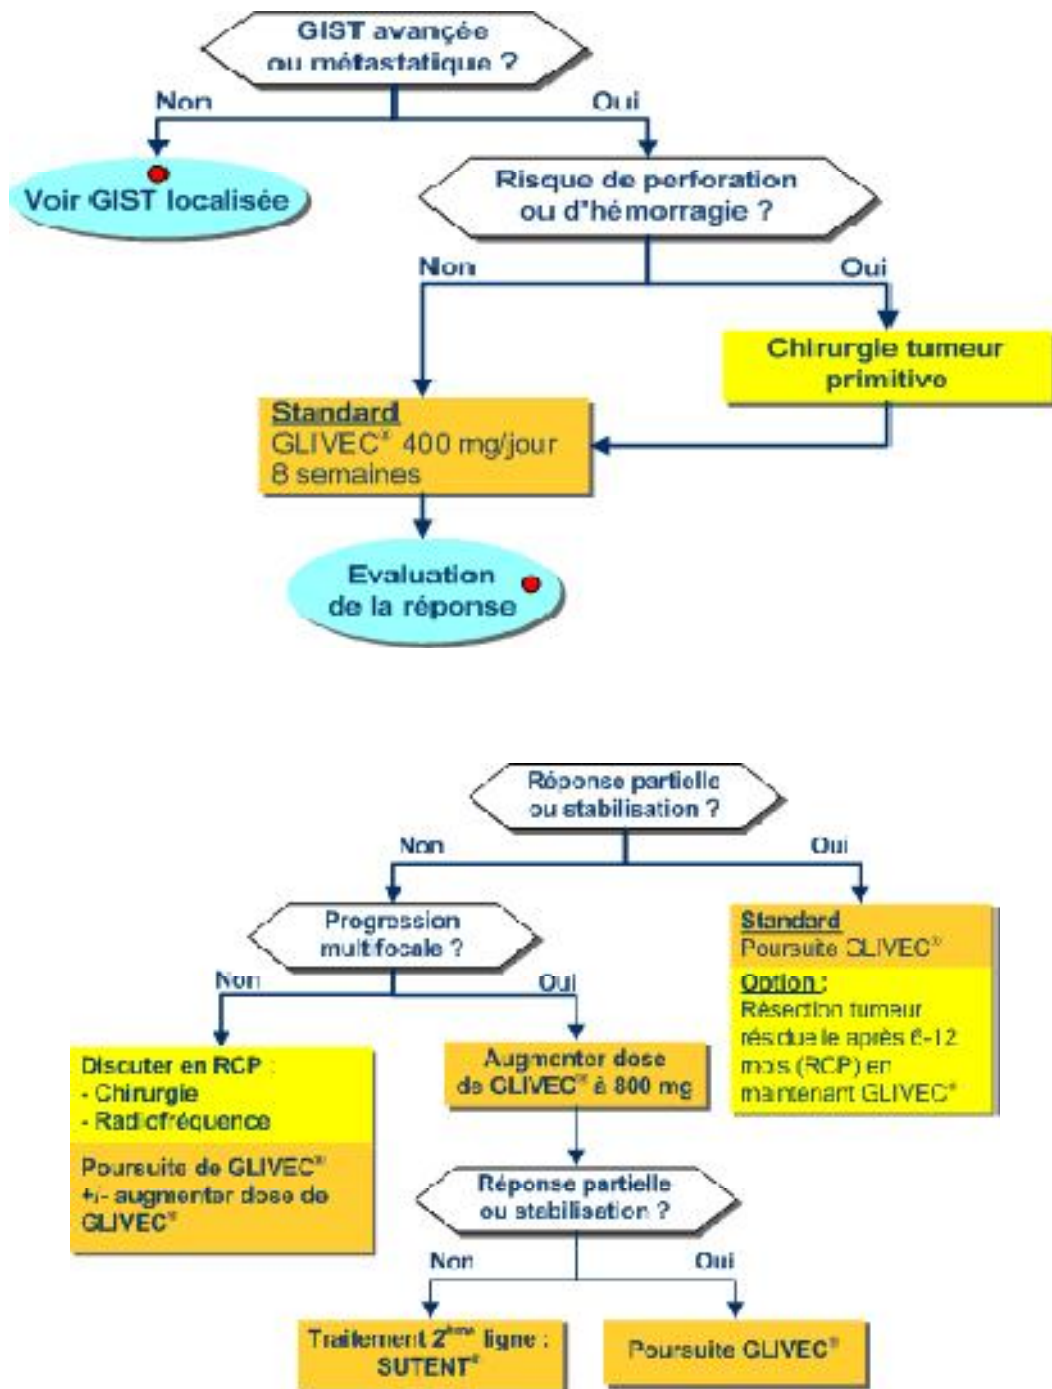 GIST avançée
ou métastatique ?
Non
Oui
Voir GIST localisée
Risque de perforation
ou d'hémorragie ?
Non
Oui
Chirurgie tumeur
primitive
Standard
GLIVEC® 400 mg/jour
8 semaines
Evaluation
de la réponse
Réponse partielle
ou stabilisation ?
Non
Oui
Progression
multifocale ?
Standard
Poursuite GLIVEC®
Option :
Résection tumeur
résiduelle après 6-12
mois (RCP) en
maintenant GLIVEC®
Non
Oui
Discuter en RCP :
- Chirurgie
- Radiofréquence
Poursuite de GLIVEC®
+/- augmenter dose de
GLIVEC®
Augmenter dose
de GLIVEC® à 800 mg
Réponse partielle
ou stabilisation ?
Non
Oui
Traitement 2ème ligne :
SUTENT®
Poursuite GLIVEC®